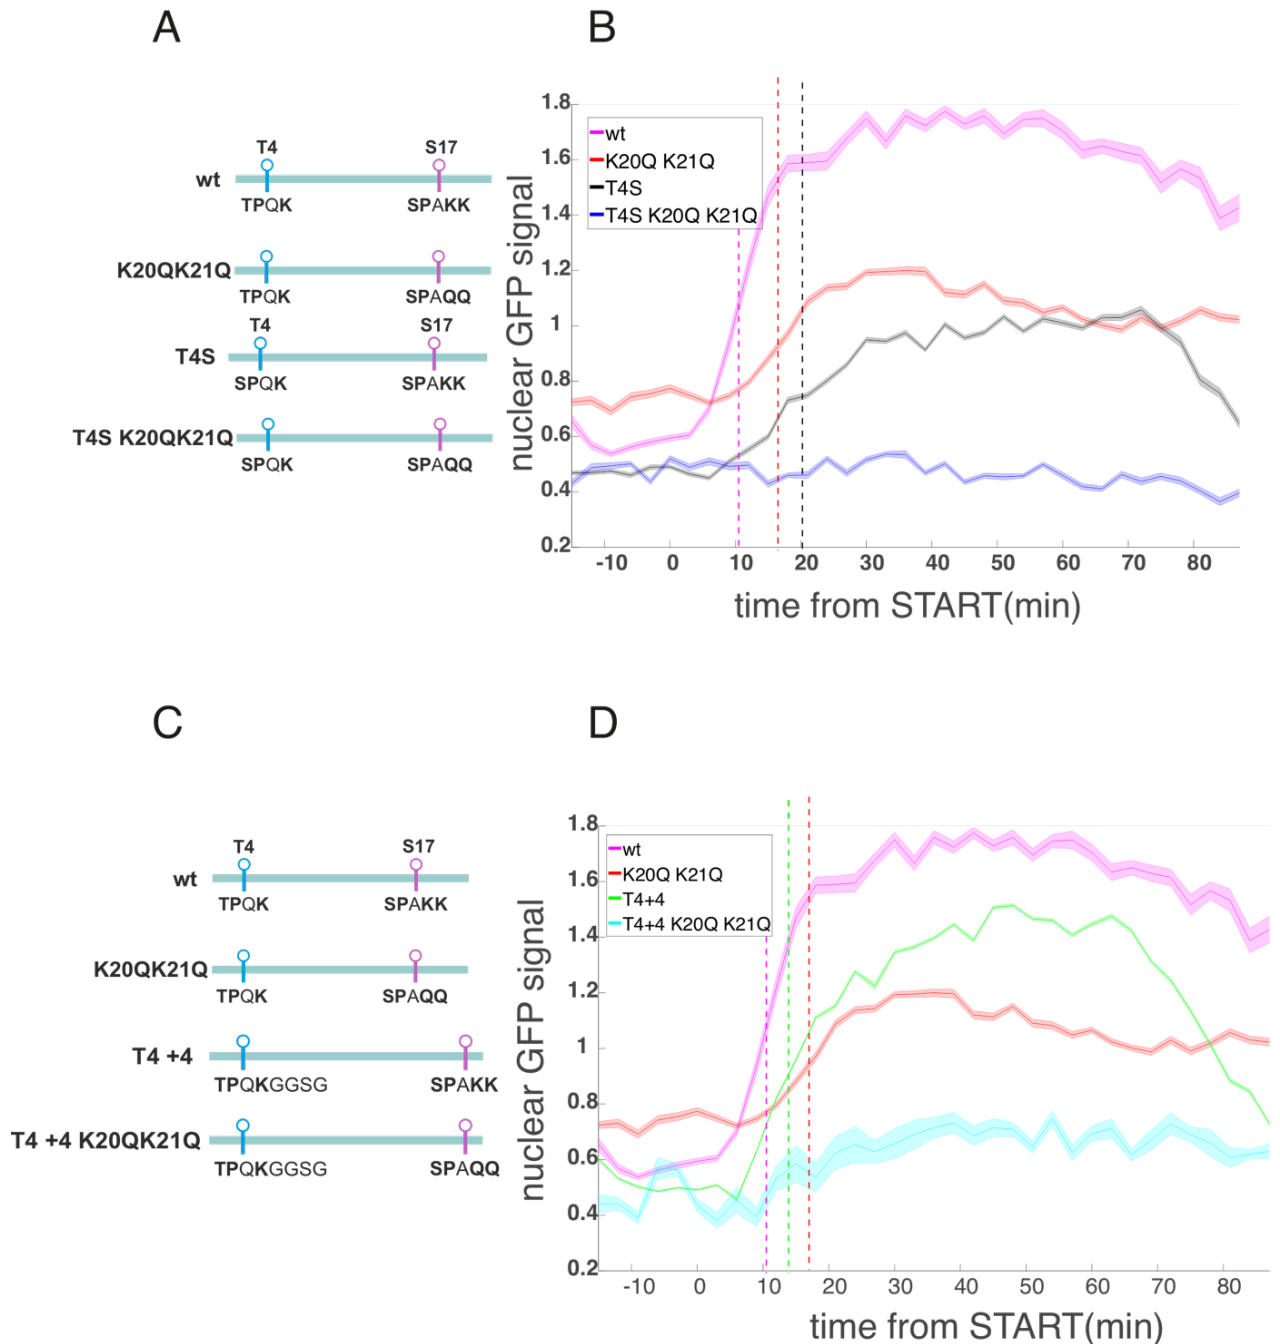 A
T4 S17
wt
TPQK SPAKK
K20QK21Q
TPQK SPAQQ
T4 S17
T4S
SPQK SPAKK
T4S K20QK21Q
SPQK SPAQQ
B
nuclear GFP signal
1.8
1.6
1.4
1.2
1
0.8
0.6
0.4
0.2
wt
K20Q K21Q
T4S
T4S K20Q K21Q
-10 0 10 20 30 40 50 60 70 80
time from START(min)
C
T4 S17
wt
TPQK SPAKK
K20QK21Q
TPQK SPAQQ
T4 +4
TPQKGGSG SPAKK
T4 +4 K20QK21Q
TPQKGGSG SPAQQ
D
nuclear GFP signal
1.8
1.6
1.4
1.2
1
0.8
0.6
0.4
0.2
wt
K20Q K21Q
T4+4
T4+4 K20Q K21Q
-10 0 10 20 30 40 50 60 70 80
time from START(min)